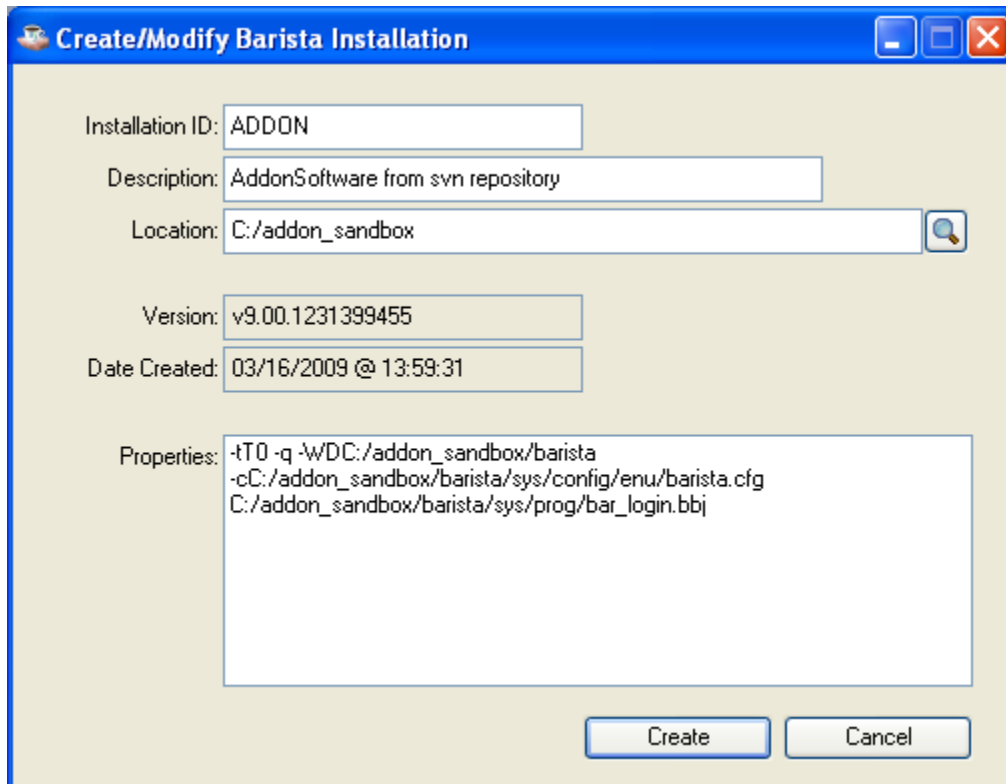 Create/Modify Barista Installation
Installation ID: ADDON
Description: AddonSoftware from svn repository
Location: C:/addon_sandbox
Version: v9.00.1231399455
Date Created: 03/16/2009 @ 13:59:31
Properties: -tT0 -q -WDC:/addon_sandbox/barista
-cC:/addon_sandbox/barista/sys/config/enu/barista.cfg
C:/addon_sandbox/barista/sys/prog/bar_login.bbj
Create Cancel